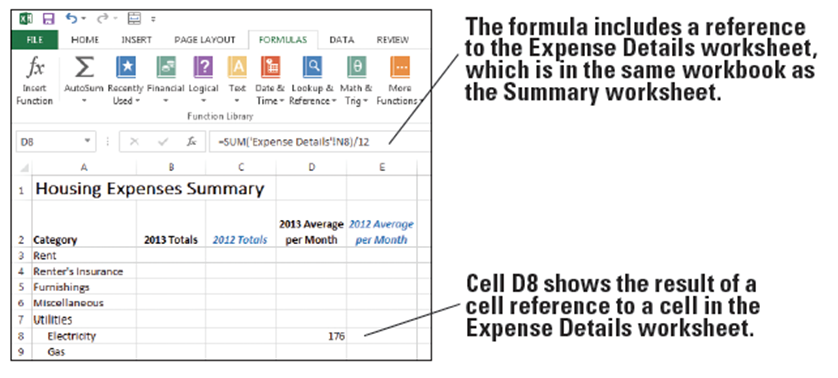 FILE HOME INSERT PAGE LAYOUT FORMULAS DATA REVIEW
fx Σ ? A θ
Insert Function
AutoSum
Recently Used
Financial
Logical
Text
Date & Time
Lookup & Reference
Math & Trig
More Functions
Function Library
D8 fx =SUM('Expense Details'!N8)/12
A B C D E
1 Housing Expenses Summary
2 Category 2013 Totals 2012 Totals 2013 Average per Month 2012 Average per Month
3 Rent
4 Renter's Insurance
5 Furnishings
6 Miscellaneous
7 Utilities
8 Electricity 176
9 Gas
The formula includes a reference
to the Expense Details worksheet,
which is in the same workbook as
the Summary worksheet.
Cell D8 shows the result of a
cell reference to a cell in the
Expense Details worksheet.